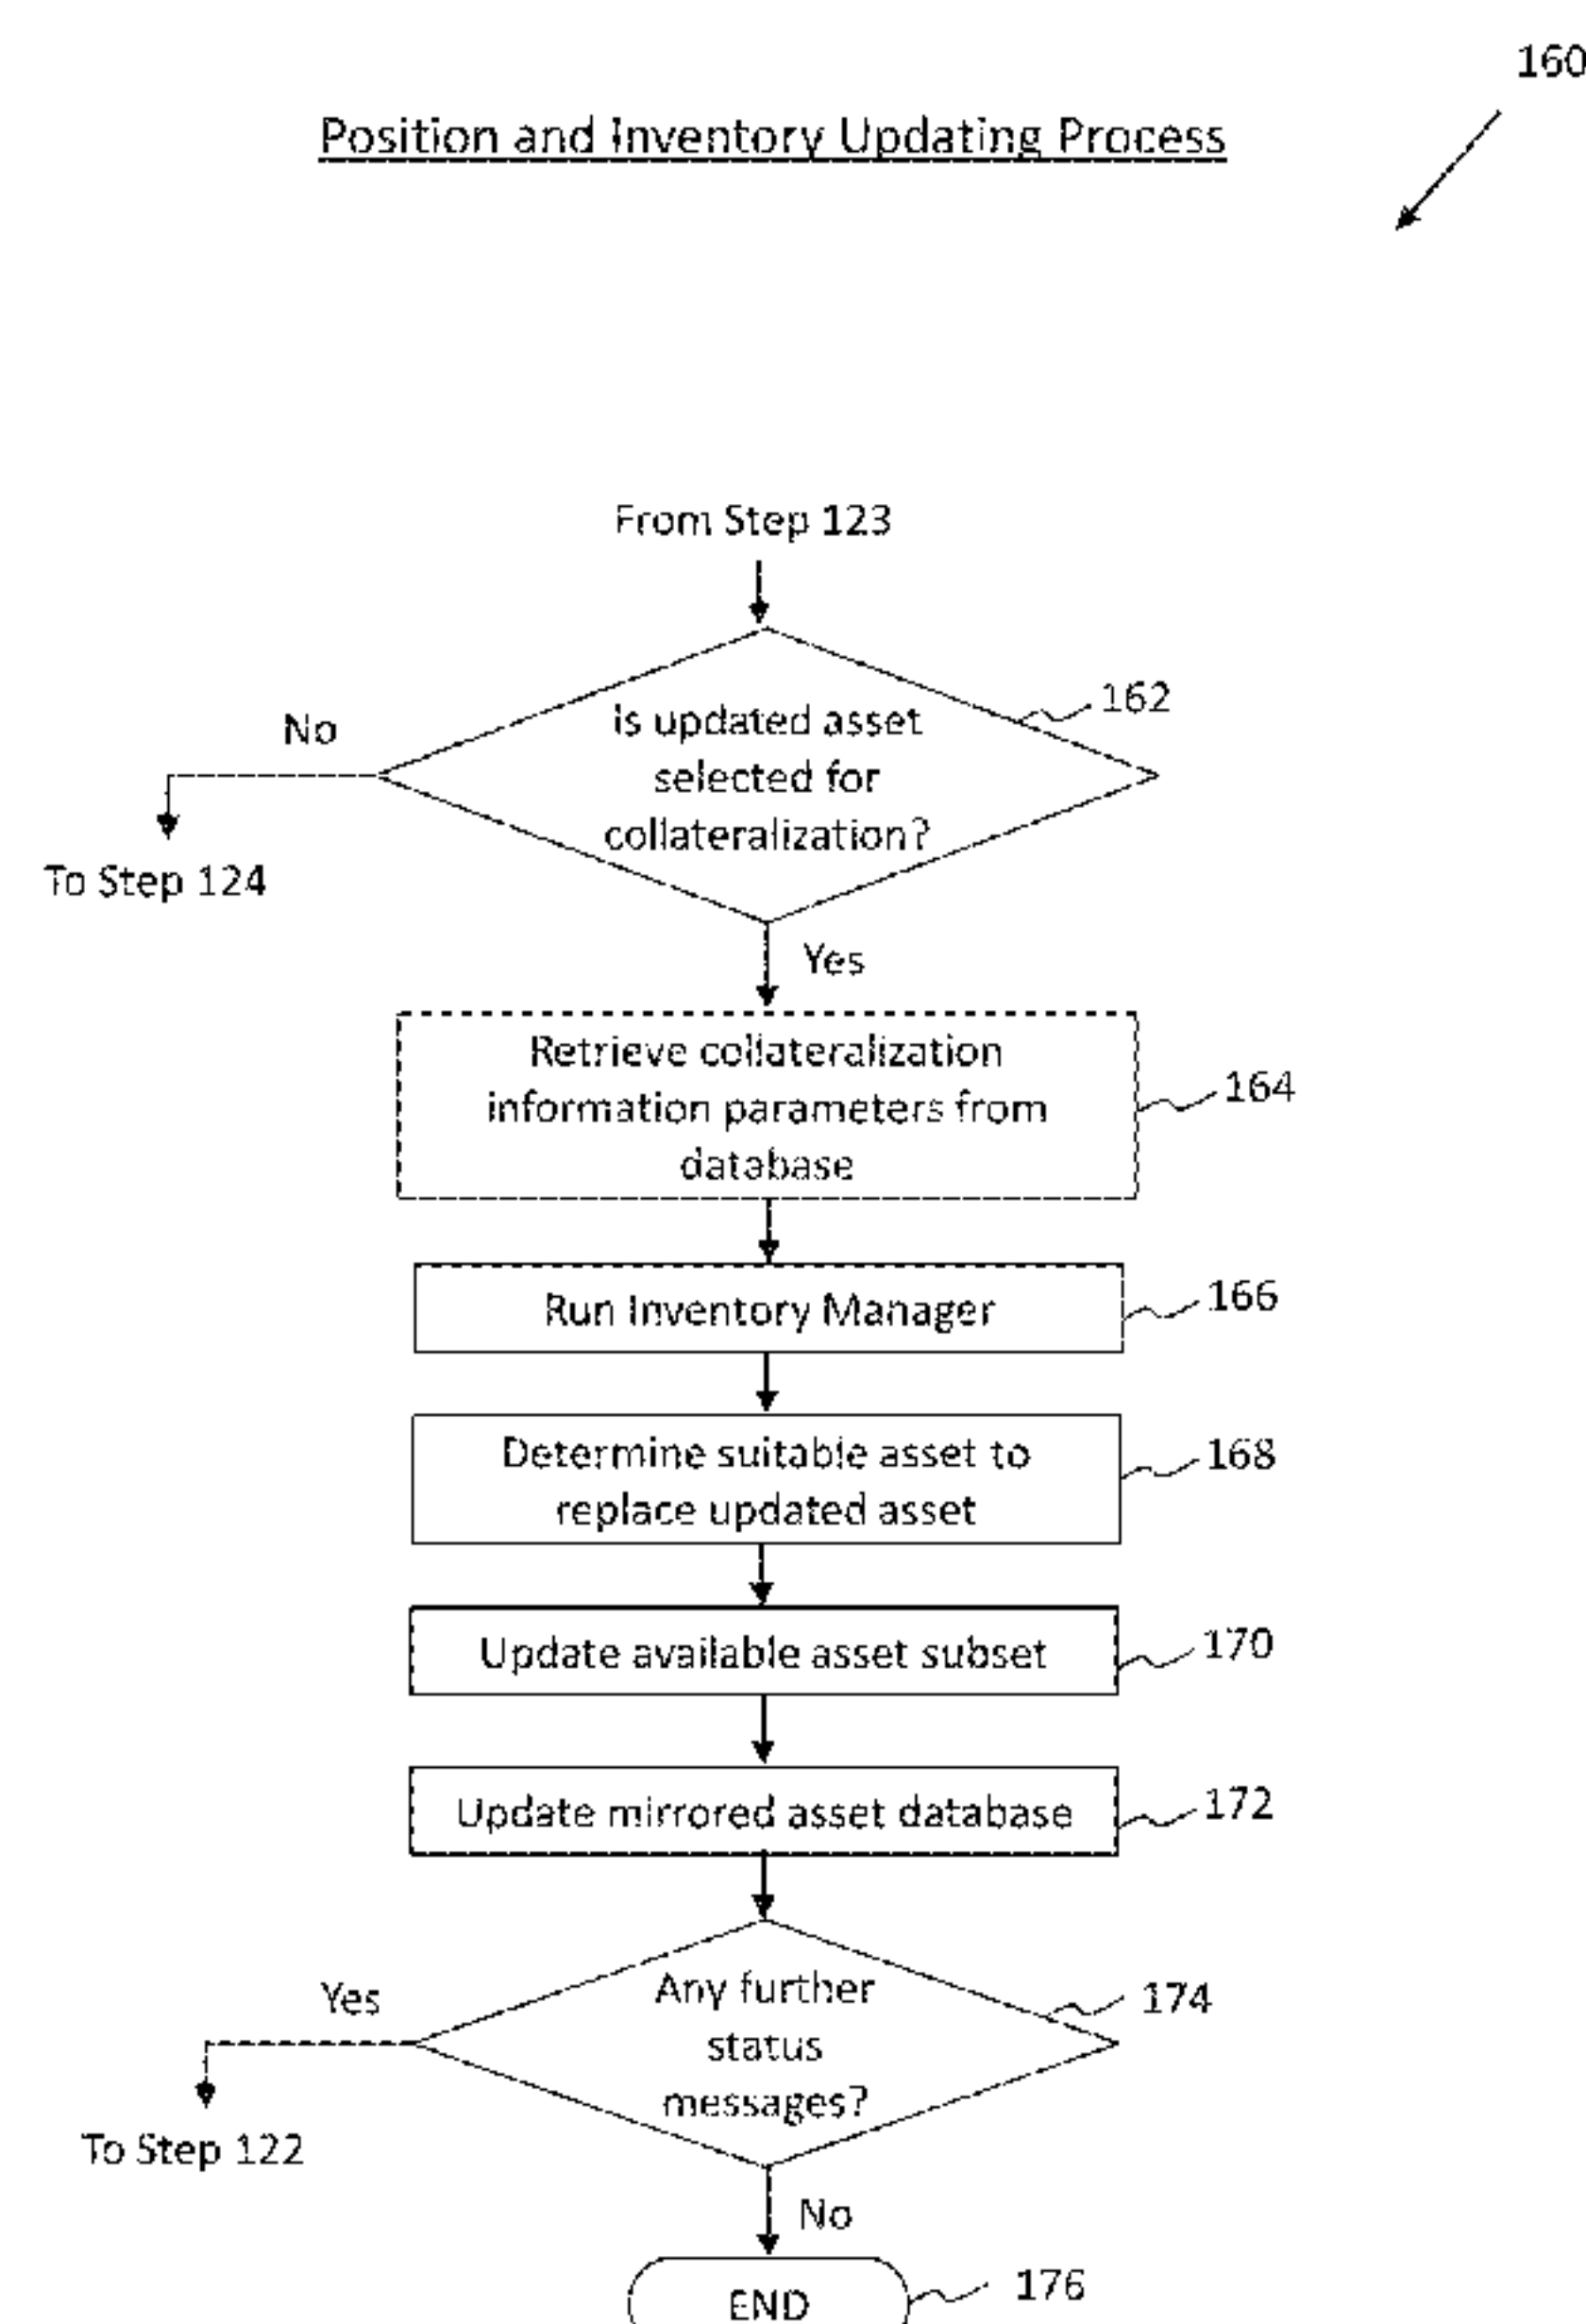 160
Position and Inventory Updating Process
From Step 123
162
No
Is updated asset
selected for
collateralization?
To Step 124
Yes
Retrieve collateralization
information parameters from
database
164
Run Inventory Manager
166
Determine suitable asset to
replace updated asset
168
Update available asset subset
170
Update mirrored asset database
172
Yes
Any further
status
messages?
174
To Step 122
No
END
176